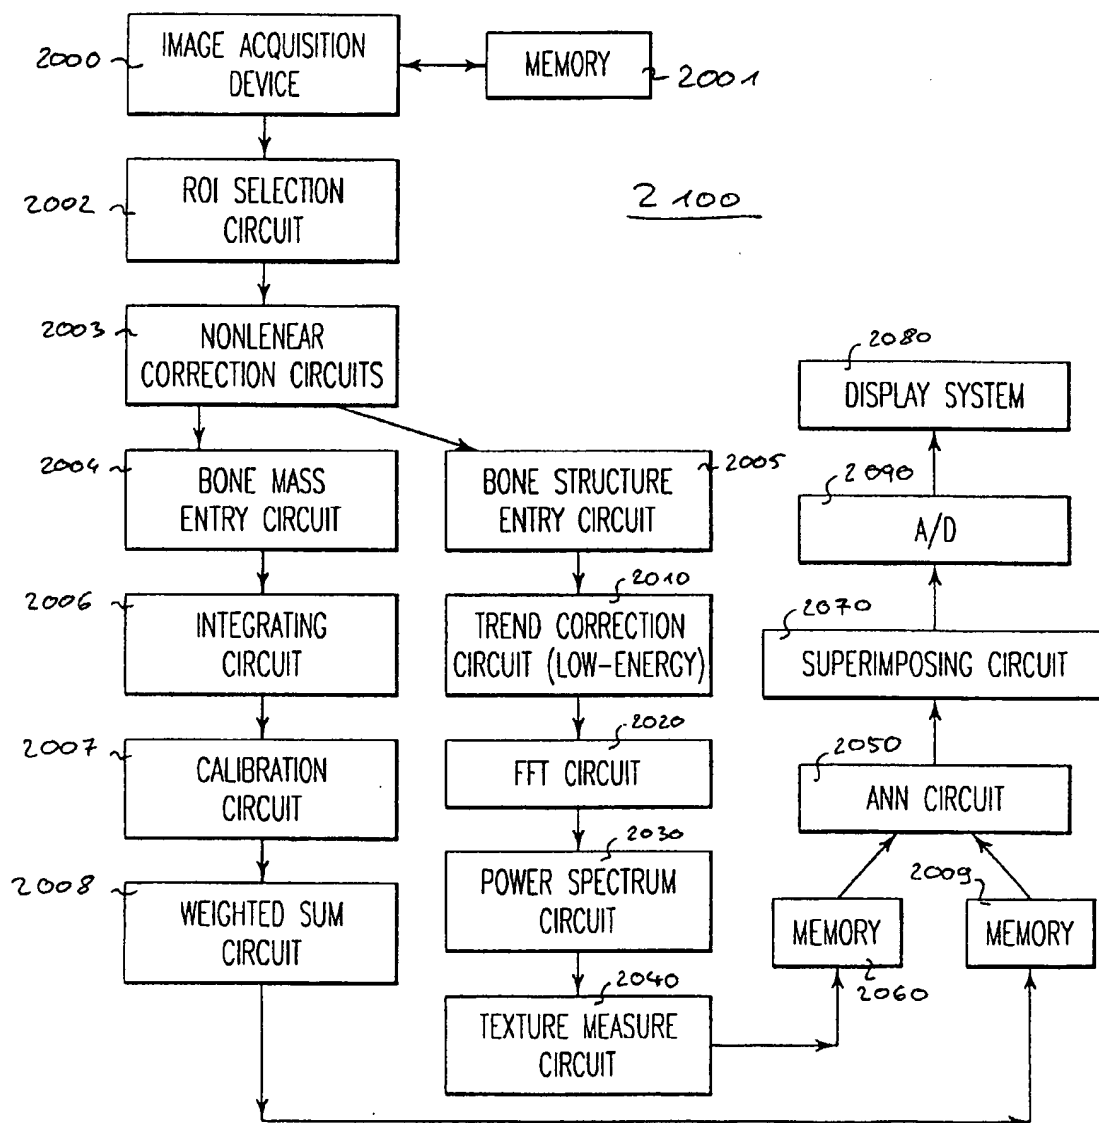 2000
IMAGE ACQUISITION
DEVICE
MEMORY
2001
2002
ROI SELECTION
CIRCUIT
2100
2003
NONLENEAR
CORRECTION CIRCUITS
2004
BONE MASS
ENTRY CIRCUIT
BONE STRUCTURE
ENTRY CIRCUIT
2005
2006
INTEGRATING
CIRCUIT
2010
TREND CORRECTION
CIRCUIT (LOW-ENERGY)
2007
CALIBRATION
CIRCUIT
2020
FFT CIRCUIT
2008
WEIGHTED SUM
CIRCUIT
2030
POWER SPECTRUM
CIRCUIT
2040
TEXTURE MEASURE
CIRCUIT
2080
DISPLAY SYSTEM
2090
A/D
2070
SUPERIMPOSING CIRCUIT
2050
ANN CIRCUIT
MEMORY
2060
2009
MEMORY